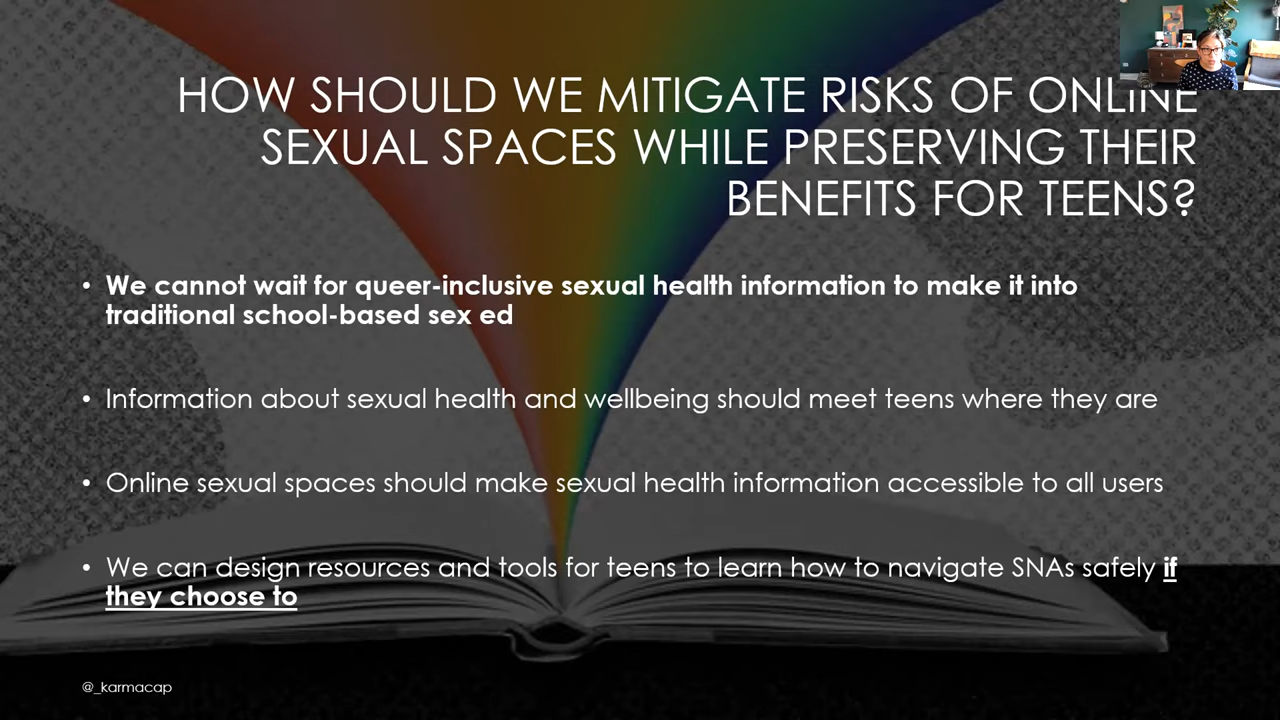 HOW SHOULD WE MITIGATE RISKS OF ONLINE
SEXUAL SPACES WHILE PRESERVING THEIR
BENEFITS FOR TEENS?
• We cannot wait for queer-inclusive sexual health information to make it into
traditional school-based sex ed
• Information about sexual health and wellbeing should meet teens where they are
• Online sexual spaces should make sexual health information accessible to all users
• We can design resources and tools for teens to learn how to navigate SNAs safely if
they choose to
@_karmacap